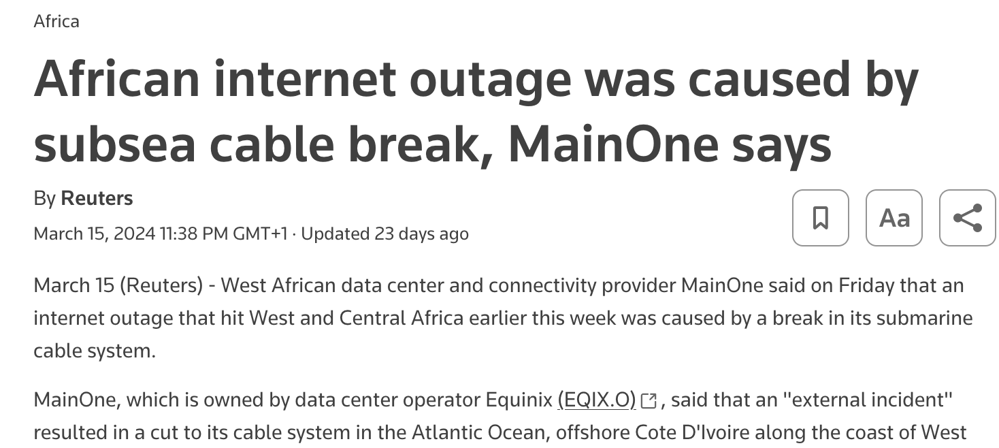 Africa
African internet outage was caused by
subsea cable break, MainOne says
By Reuters
Aa
March 15, 2024 11:38 PM GMT+1 · Updated 23 days ago
March 15 (Reuters) - West African data center and connectivity provider MainOne said on Friday that an
internet outage that hit West and Central Africa earlier this week was caused by a break in its submarine
cable system.
MainOne, which is owned by data center operator Equinix (EQIX.O) , said that an "external incident"
resulted in a cut to its cable system in the Atlantic Ocean, offshore Cote D'Ivoire along the coast of West